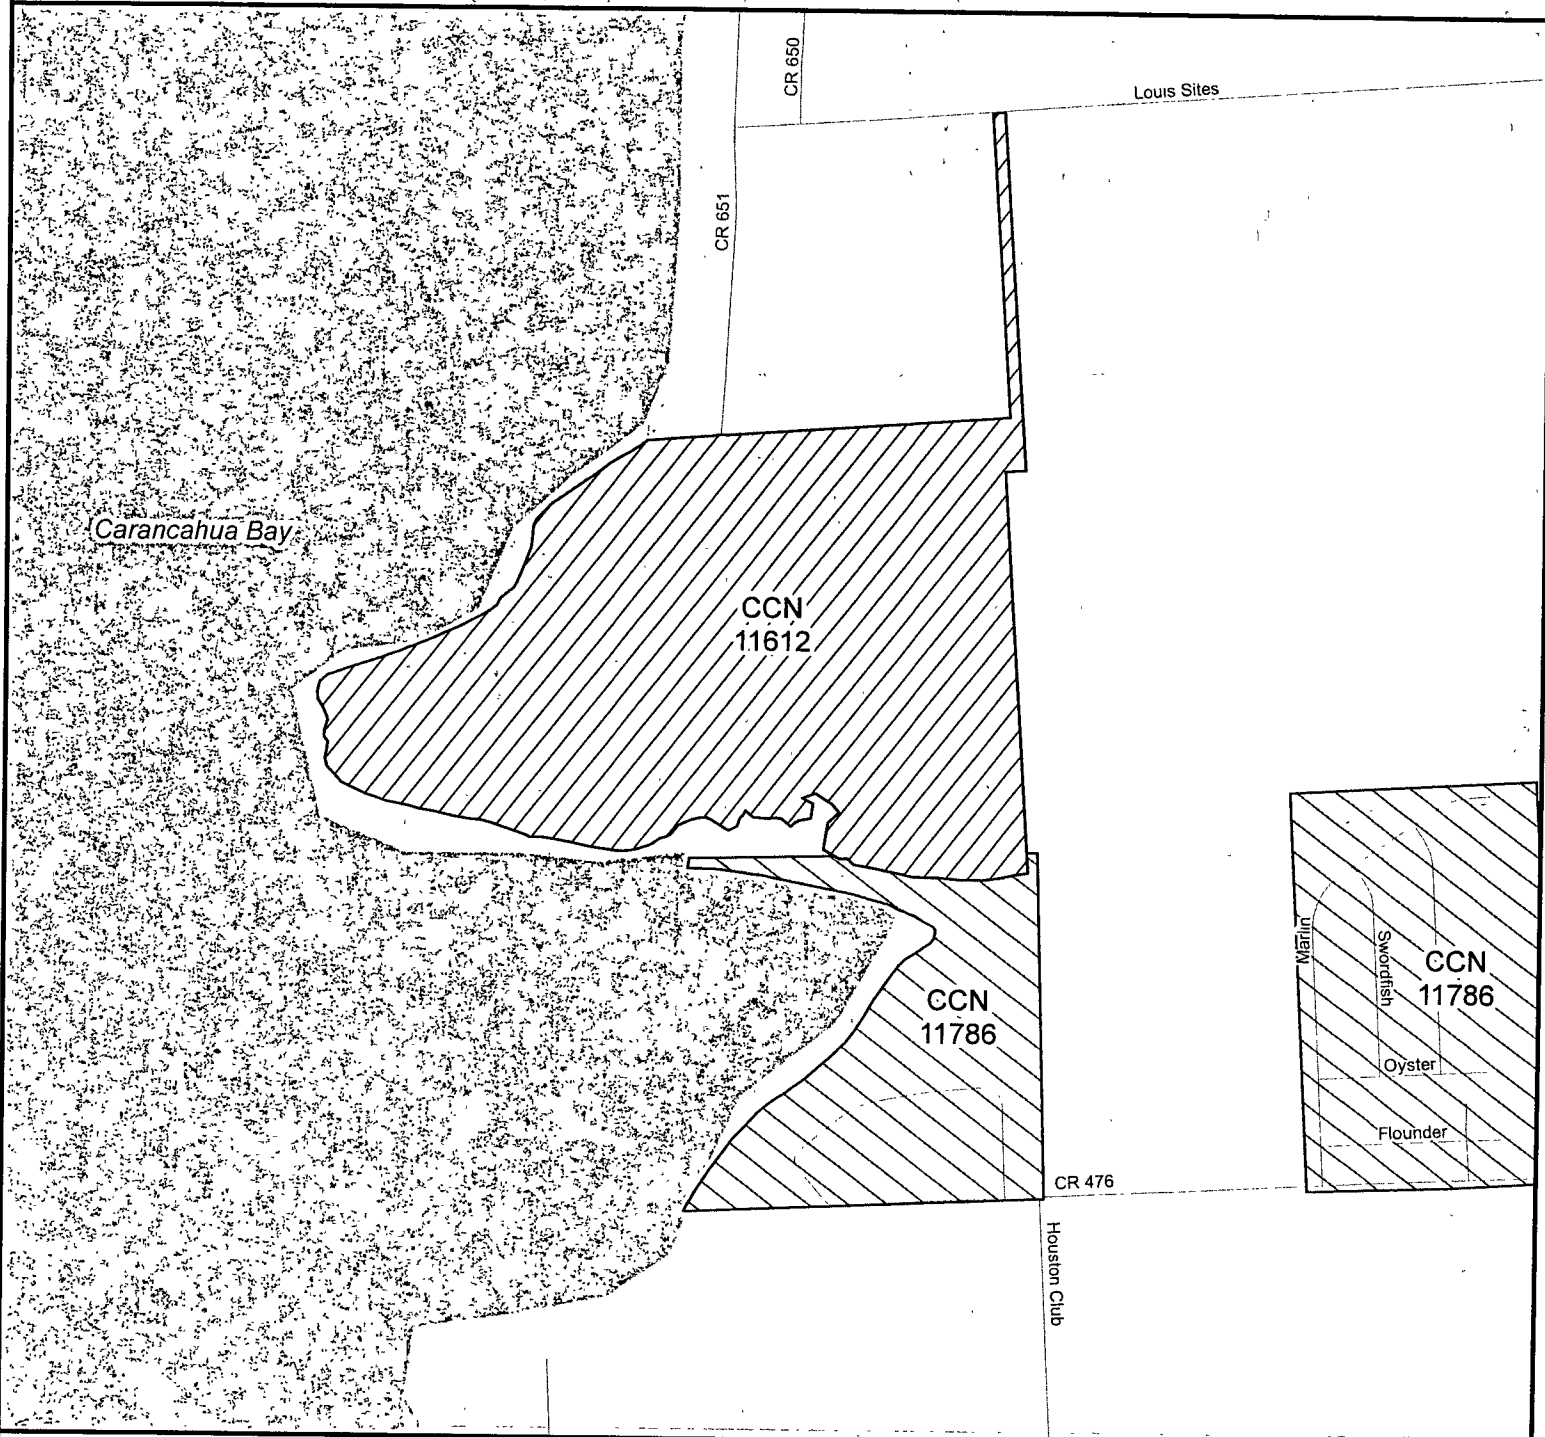 CR 650
Louis Sites
CR 651
Carancahua Bay
CCN
11612
Marlin
Swordfish
CCN
11786
CCN
11786
Oyster
Flounder
CR 476
Houston Club